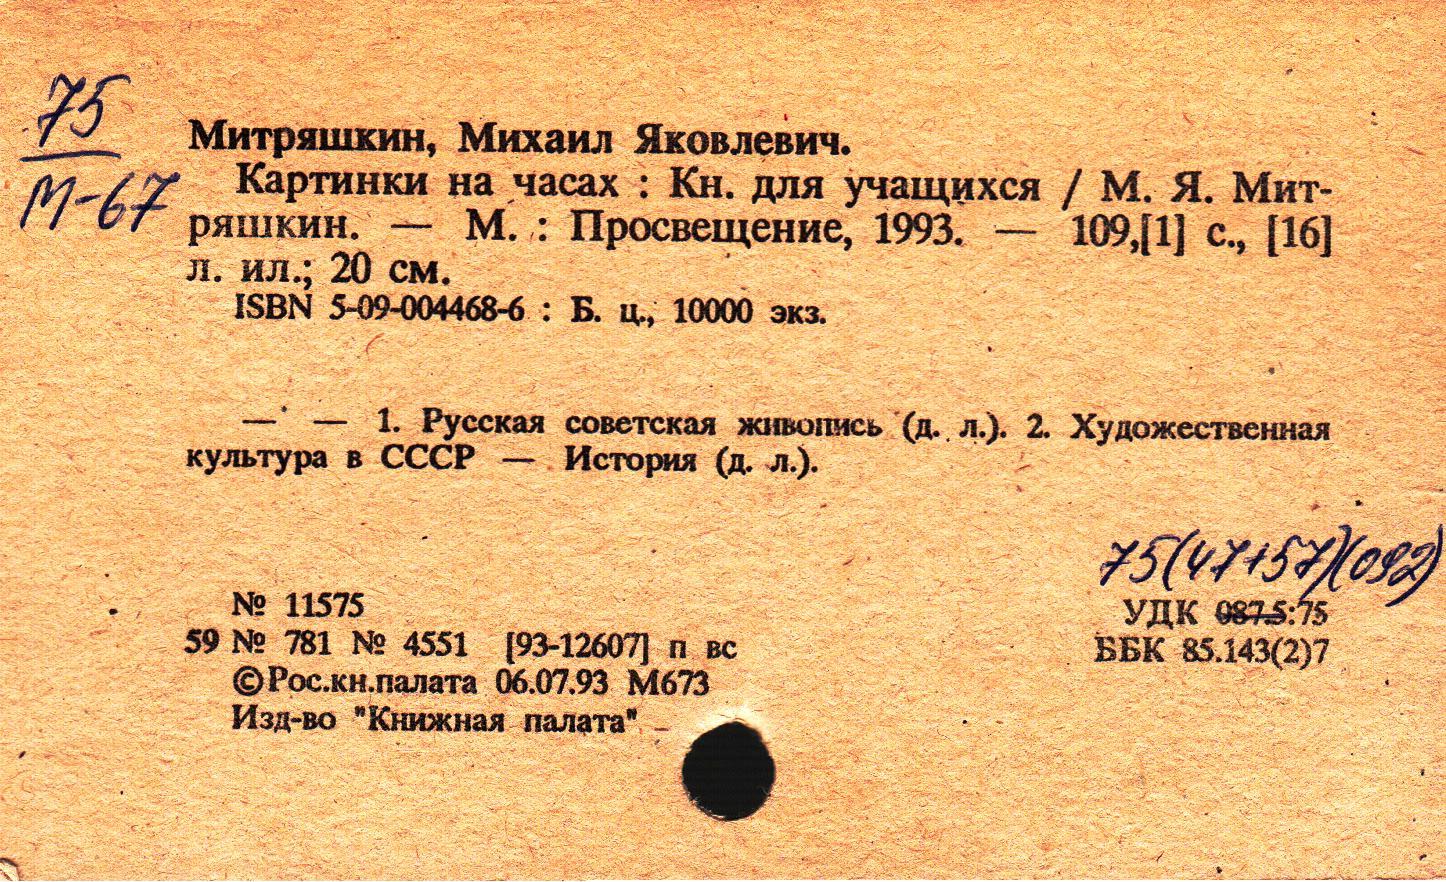 75
М-67
Митряшкин, Михаил Яковлевич.
Картинки на часах : Кн. для учащихся / М. Я. Мит-
ряшкин. — М. : Просвещение, 1993. — 109,[1] с., [16]
л. ил.; 20 см.
ISBN 5-09-004468-6 : Б. ц., 10000 экз.
— — 1. Русская советская живопись (д. л.). 2. Художественная
культура в СССР — История (д. л.).
75(47+57)(092)
№ 11575
УДК 087.5:75
59 № 781 № 4551 [93-12607] п вс
ББК 85.143(2)7
©Рос.кн.палата 06.07.93 М673
Изд-во "Книжная палата"